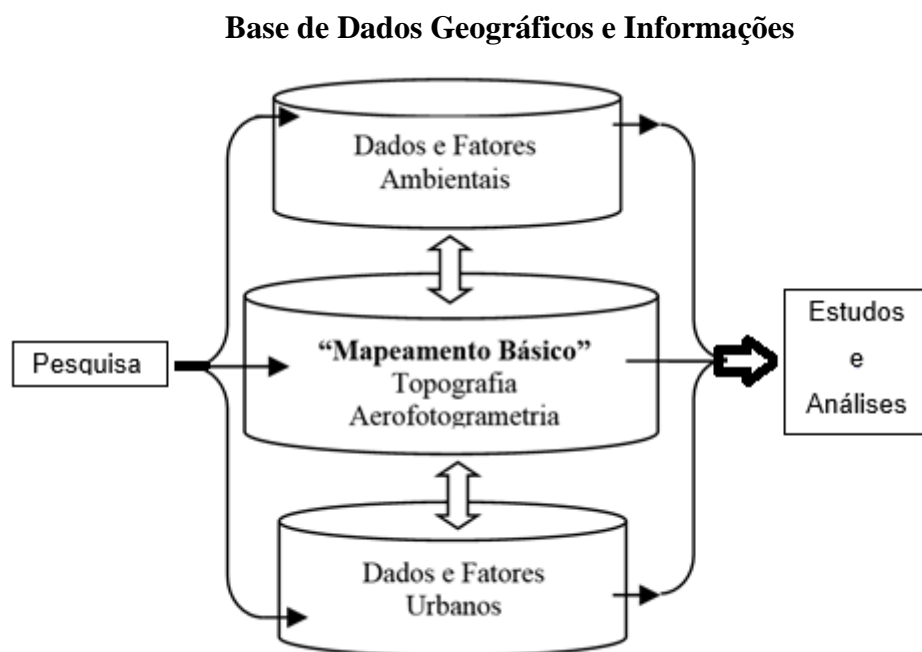 Base de Dados Geográficos e Informações
Dados e Fatores
Ambientais
Pesquisa
“Mapeamento Básico”
Topografia
Aerofotogrametria
Estudos
e
Análises
Dados e Fatores
Urbanos